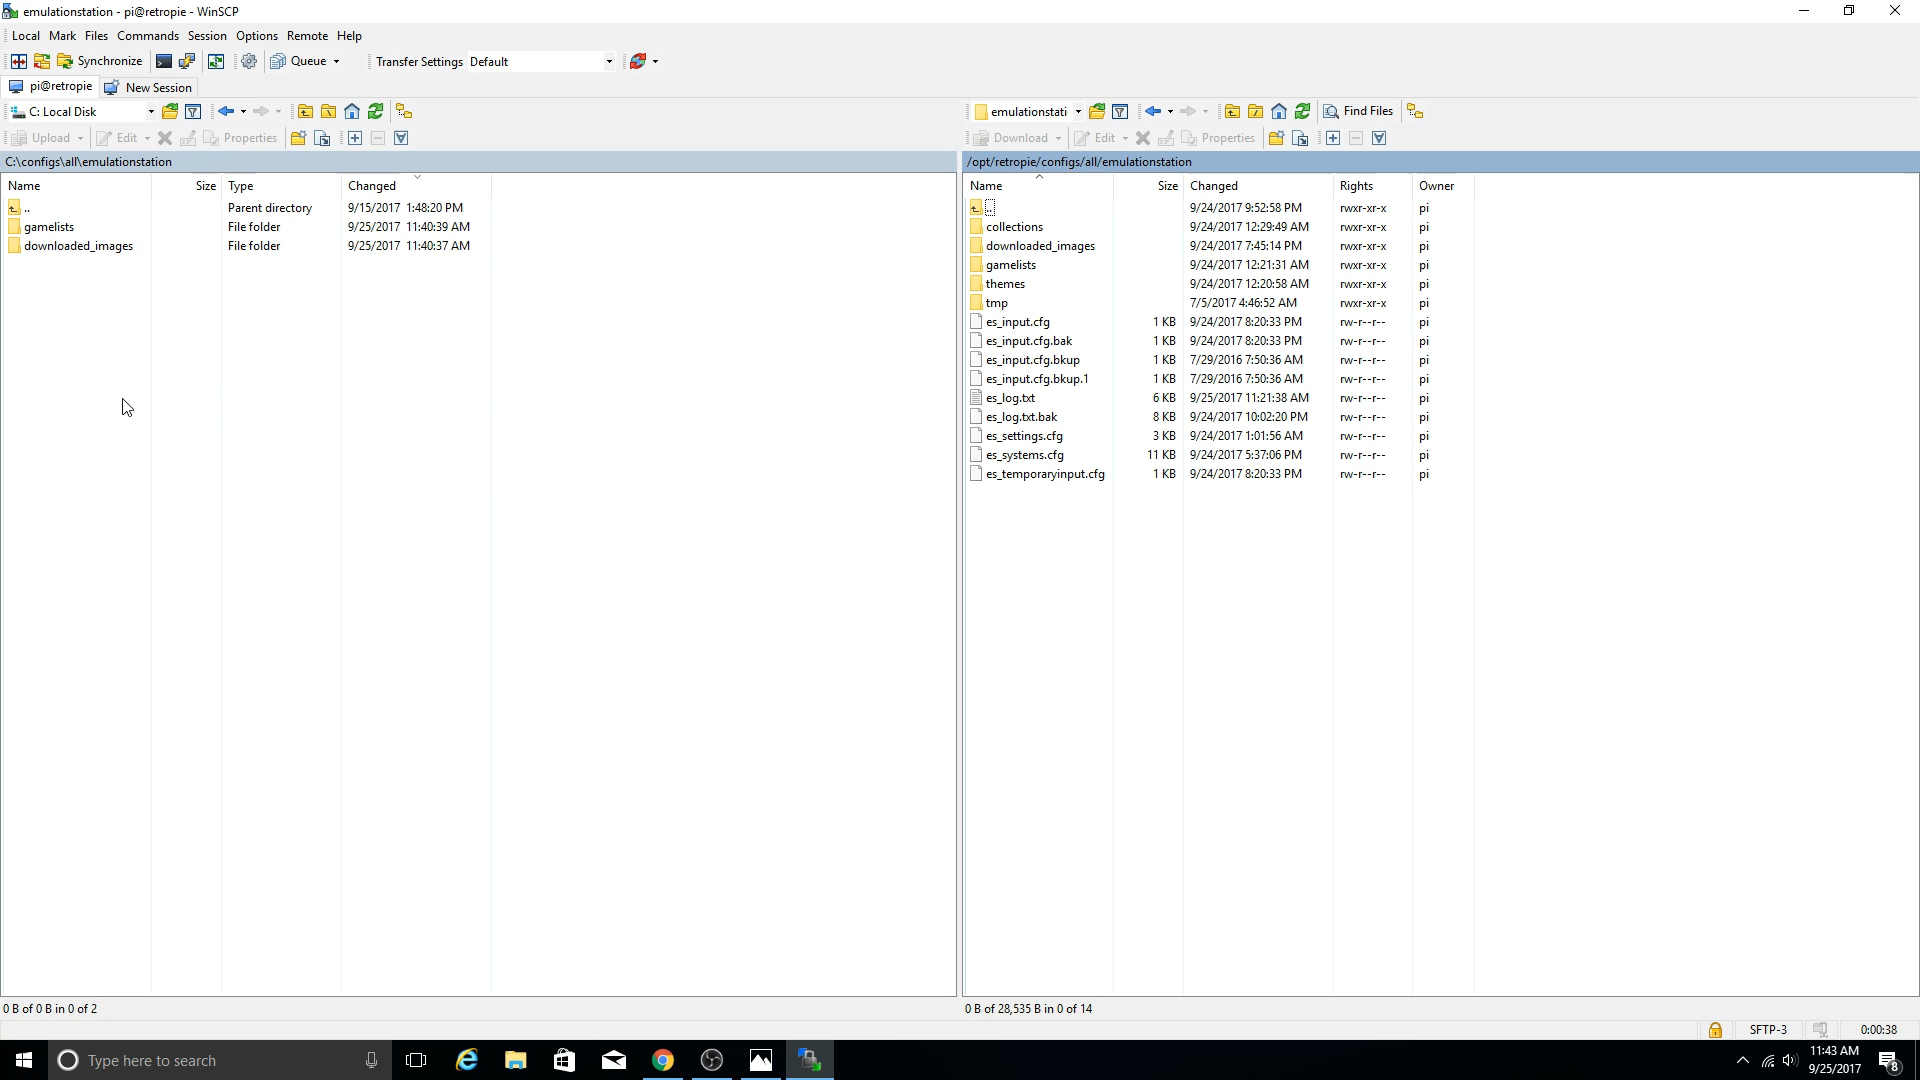 emulationstation - pi@retropie - WinSCP
Local Mark Files Commands Session Options Remote Help
Synchronize Queue Transfer Settings Default
pi@retropie New Session
C: Local Disk
Upload Edit Properties
C:\configs\all\emulationstation
Name Size Type Changed
.. Parent directory 9/15/2017 1:48:20 PM
gamelists File folder 9/25/2017 11:40:39 AM
downloaded_images File folder 9/25/2017 11:40:37 AM
0 B of 0 B in 0 of 2
emulationstati Find Files
Download Edit Properties
/opt/retropie/configs/all/emulationstation
Name Size Changed Rights Owner
.. 9/24/2017 9:52:58 PM rwxr-xr-x pi
collections 9/24/2017 12:29:49 AM rwxr-xr-x pi
downloaded_images 9/24/2017 7:45:14 PM rwxr-xr-x pi
gamelists 9/24/2017 12:21:31 AM rwxr-xr-x pi
themes 9/24/2017 12:20:58 AM rwxr-xr-x pi
tmp 7/5/2017 4:46:52 AM rwxr-xr-x pi
es_input.cfg 1 KB 9/24/2017 8:20:33 PM rw-r--r-- pi
es_input.cfg.bak 1 KB 9/24/2017 8:20:33 PM rw-r--r-- pi
es_input.cfg.bkup 1 KB 7/29/2016 7:50:36 AM rw-r--r-- pi
es_input.cfg.bkup.1 1 KB 7/29/2016 7:50:36 AM rw-r--r-- pi
es_log.txt 6 KB 9/25/2017 11:21:38 AM rw-r--r-- pi
es_log.txt.bak 8 KB 9/24/2017 10:02:20 PM rw-r--r-- pi
es_settings.cfg 3 KB 9/24/2017 1:01:56 AM rw-r--r-- pi
es_systems.cfg 11 KB 9/24/2017 5:37:06 PM rw-r--r-- pi
es_temporaryinput.cfg 1 KB 9/24/2017 8:20:33 PM rw-r--r-- pi
0 B of 28,535 B in 0 of 14
SFTP-3 0:00:38
Type here to search
11:43 AM
9/25/2017
8